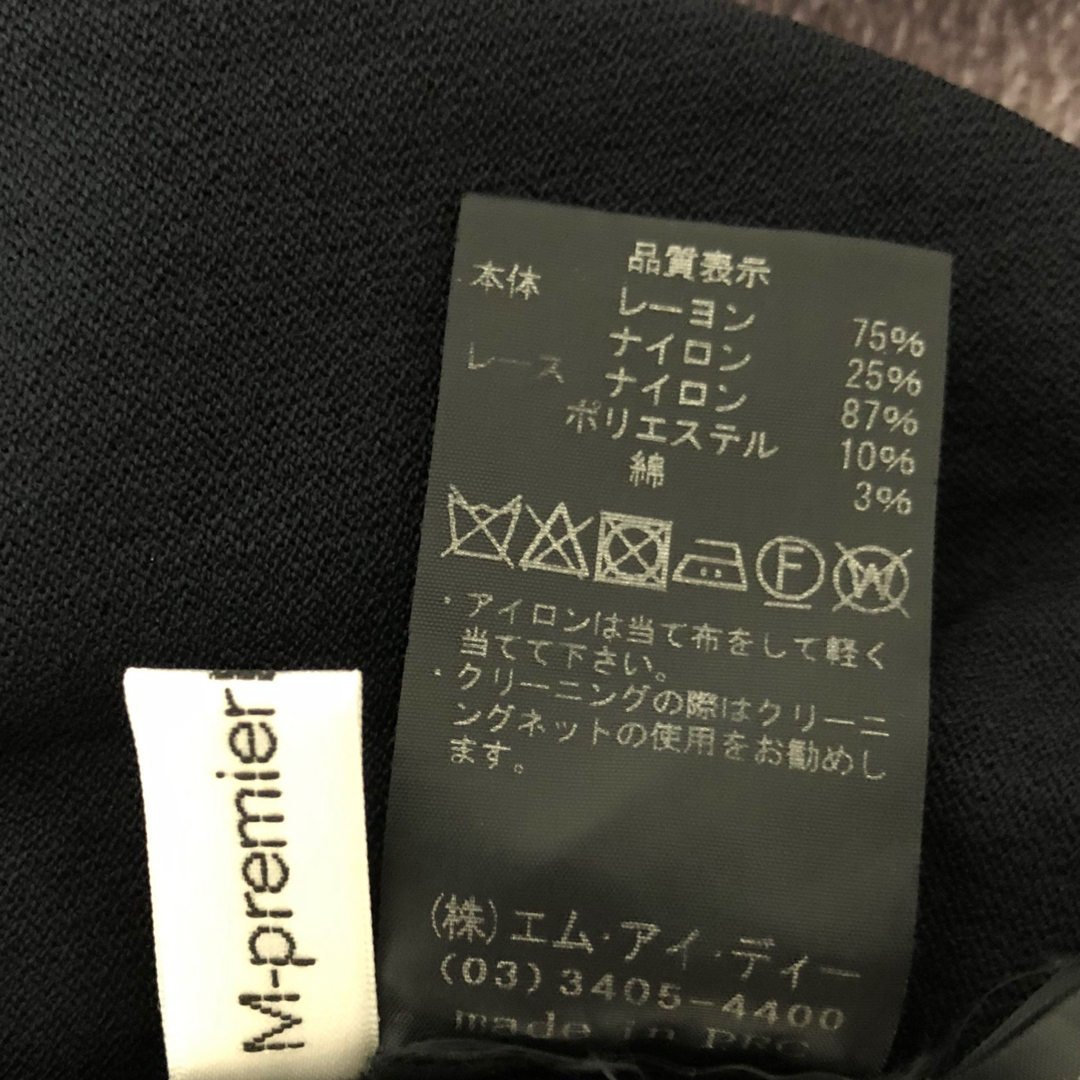 品質表示
本体 レーヨン 75%
ナイロン 25%
レース ナイロン 87%
ポリエステル 10%
綿 3%
F W
・アイロンは当て布をして軽く
当てて下さい。
・クリーニングの際はクリーニ
ングネットの使用をお勧めし
ます。
(株)エム・アイ・ディー
(03)3405-4400
made in PRC
M-premier